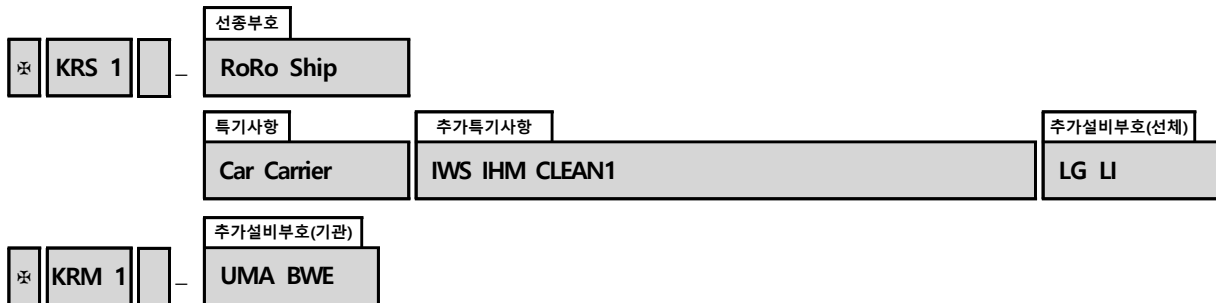 선종부호
✠ KRS 1 – RoRo Ship
특기사항 추가특기사항 추가설비부호(선체)
Car Carrier IWS IHM CLEAN1 LG LI
추가설비부호(기관)
✠ KRM 1 – UMA BWE